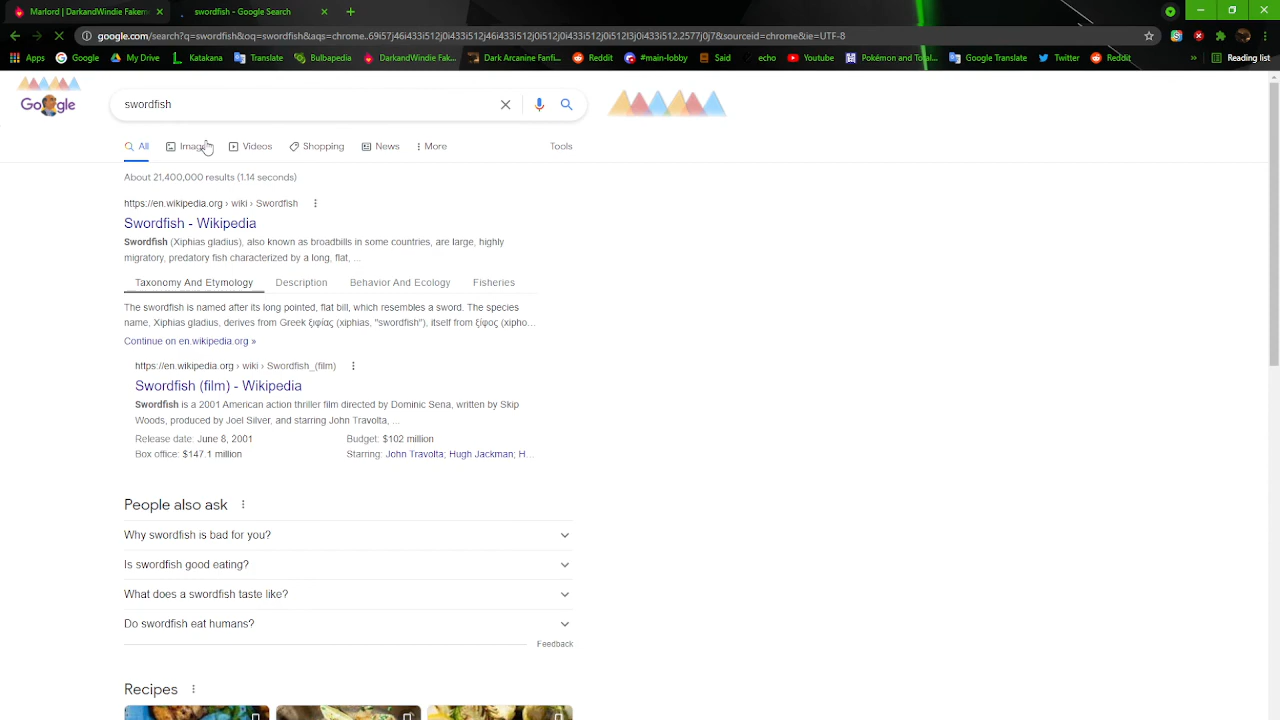 Marlord | DarkandWindie Fakem
swordfish - Google Search
google.com/search?q=swordfish&oq=swordfish&aqs=chrome..69i57j46i433i512j0i433i512j46i433i512j0i512j0i512l3j0i433i512.2577j0j7&sourceid=chrome&ie=UTF-8
Apps Google My Drive Katakana Translate Bulbapedia DarkandWindie Fak... Dark Arcanine Fanfi... Reddit #main-lobby Said echo Youtube Pokémon and Total... Google Translate Twitter Reddit » Reading list
Google swordfish
All Images Videos Shopping News More Tools
About 21,400,000 results (1.14 seconds)
https://en.wikipedia.org › wiki › Swordfish
Swordfish - Wikipedia
Swordfish (Xiphias gladius), also known as broadbills in some countries, are large, highly
migratory, predatory fish characterized by a long, flat, ...
Taxonomy And Etymology Description Behavior And Ecology Fisheries
The swordfish is named after its long pointed, flat bill, which resembles a sword. The species
name, Xiphias gladius, derives from Greek ξιφίας (xiphias, "swordfish"), itself from ξίφος (xipho...
Continue on en.wikipedia.org »
https://en.wikipedia.org › wiki › Swordfish_(film)
Swordfish (film) - Wikipedia
Swordfish is a 2001 American action thriller film directed by Dominic Sena, written by Skip
Woods, produced by Joel Silver, and starring John Travolta, ...
Release date: June 8, 2001 Budget: $102 million
Box office: $147.1 million Starring: John Travolta; Hugh Jackman; H...
People also ask
Why swordfish is bad for you?
Is swordfish good eating?
What does a swordfish taste like?
Do swordfish eat humans?
Feedback
Recipes